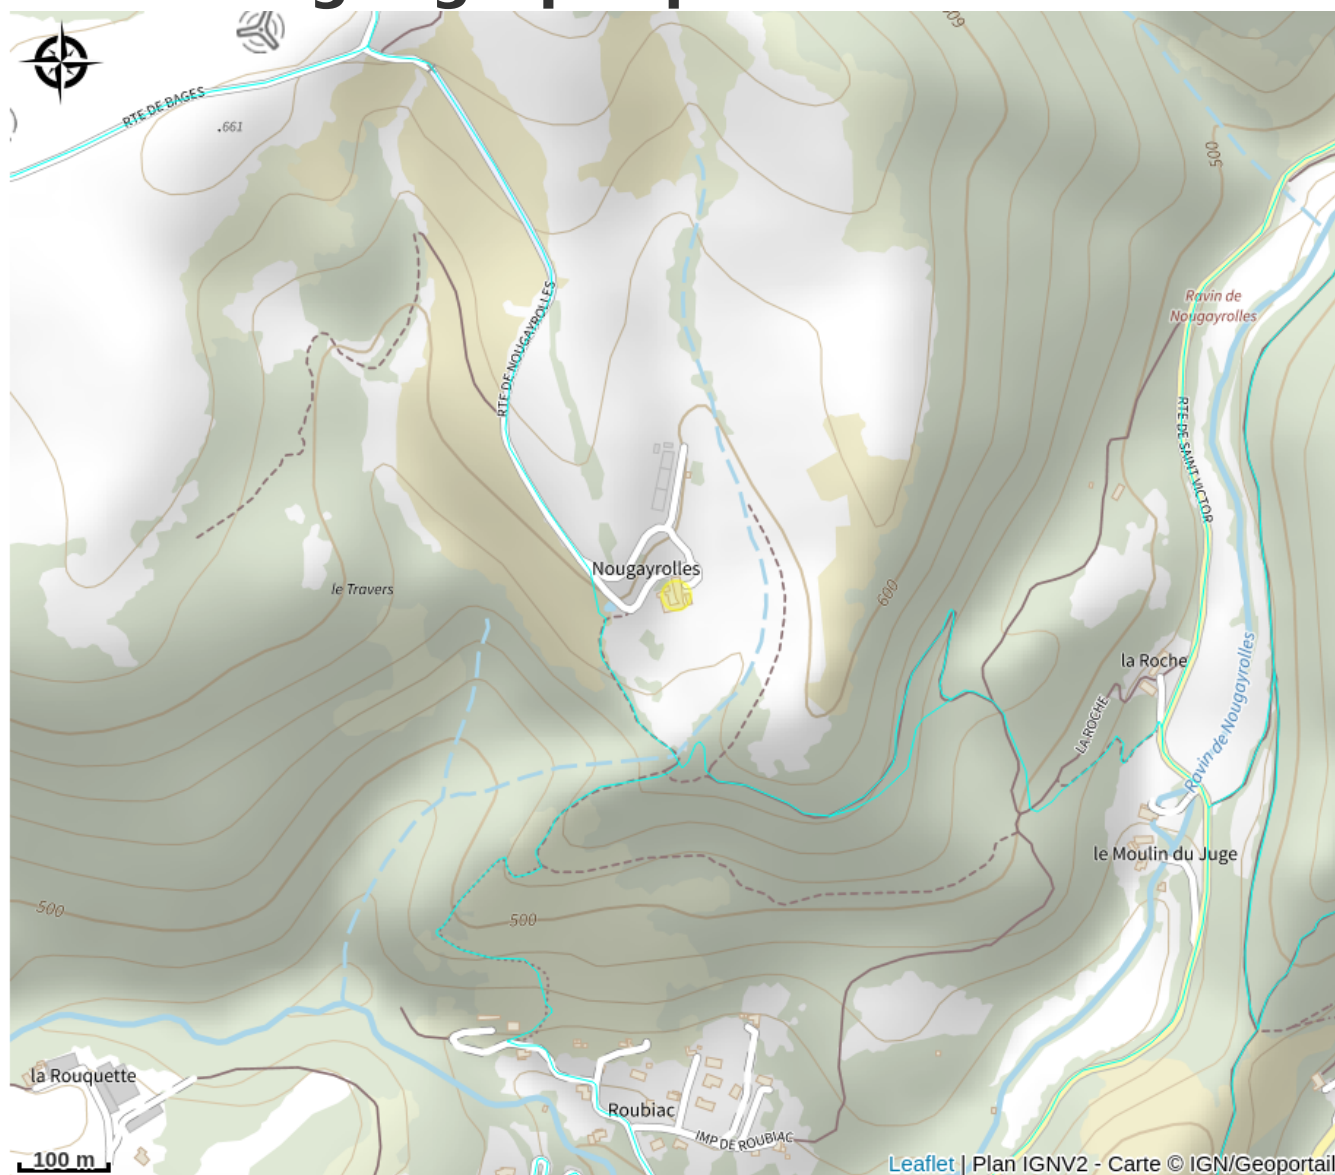 609
RTE DE BAGES
.661
500
Ravin de
Nougayrolles
RTE DE NOUGAYROLLES
RTE DE SAINT VICTOR
Nougayrolles
le Travers
600
la Roche
LA ROCHE
Ravin de Nougayrolles
le Moulin du Juge
500
500
la Rouquette
Roubiac
IMP DE ROUBIAC
100 m
Leaflet | Plan IGNV2 - Carte © IGN/Geoportail